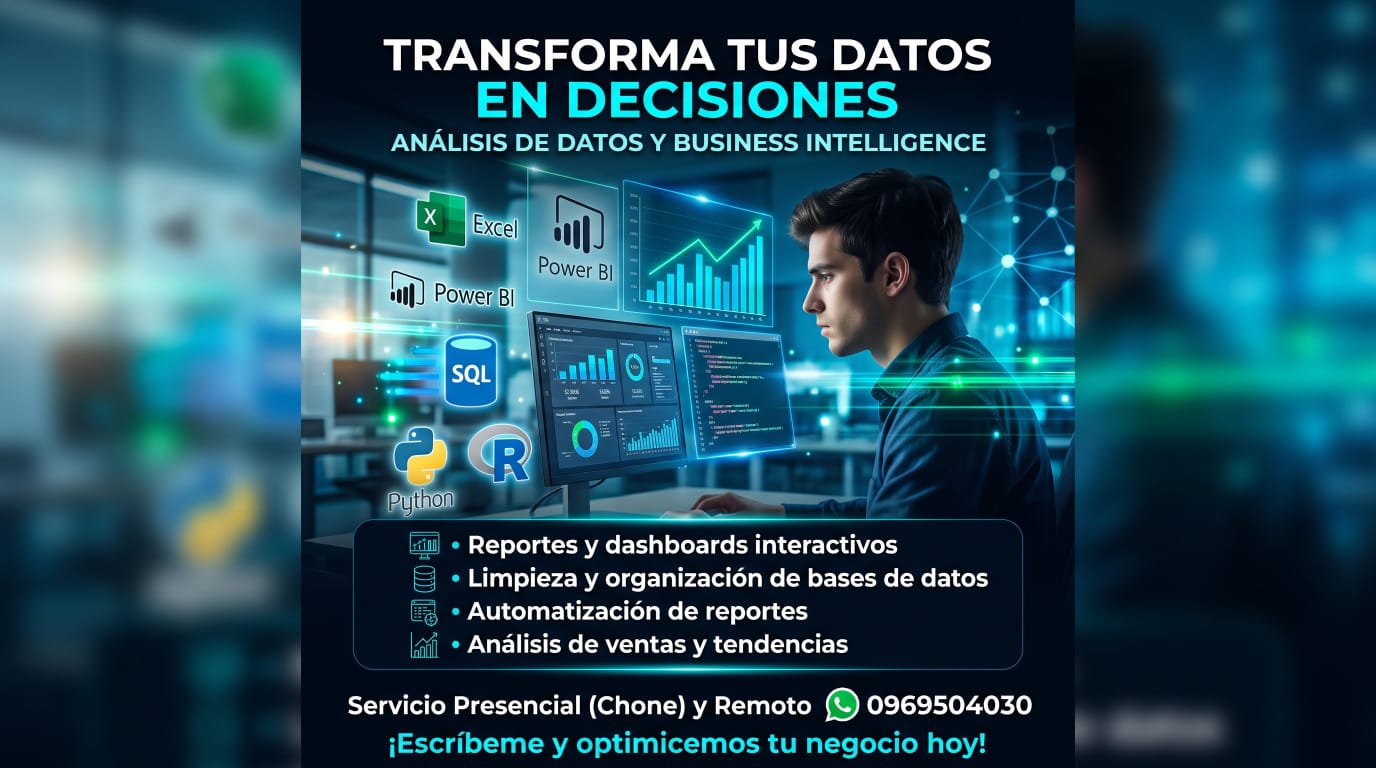 TRANSFORMA TUS DATOS
EN DECISIONES
ANÁLISIS DE DATOS Y BUSINESS INTELLIGENCE
X Excel
Power BI
Power BI
SQL
Python
R
• Reportes y dashboards interactivos
• Limpieza y organización de bases de datos
• Automatización de reportes
• Análisis de ventas y tendencias
Servicio Presencial (Chone) y Remoto 0969504030
¡Escríbeme y optimicemos tu negocio hoy!